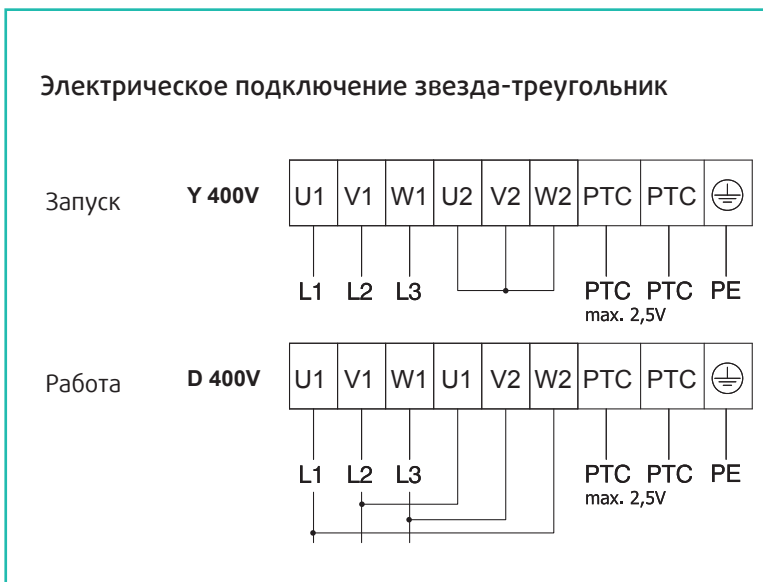 Электрическое подключение звезда-треугольник
Запуск Y 400V U1 V1 W1 U2 V2 W2 PTC PTC
L1 L2 L3 PTC PTC PE
max. 2,5V
Работа D 400V U1 V1 W1 U1 V2 W2 PTC PTC
L1 L2 L3 PTC PTC PE
max. 2,5V